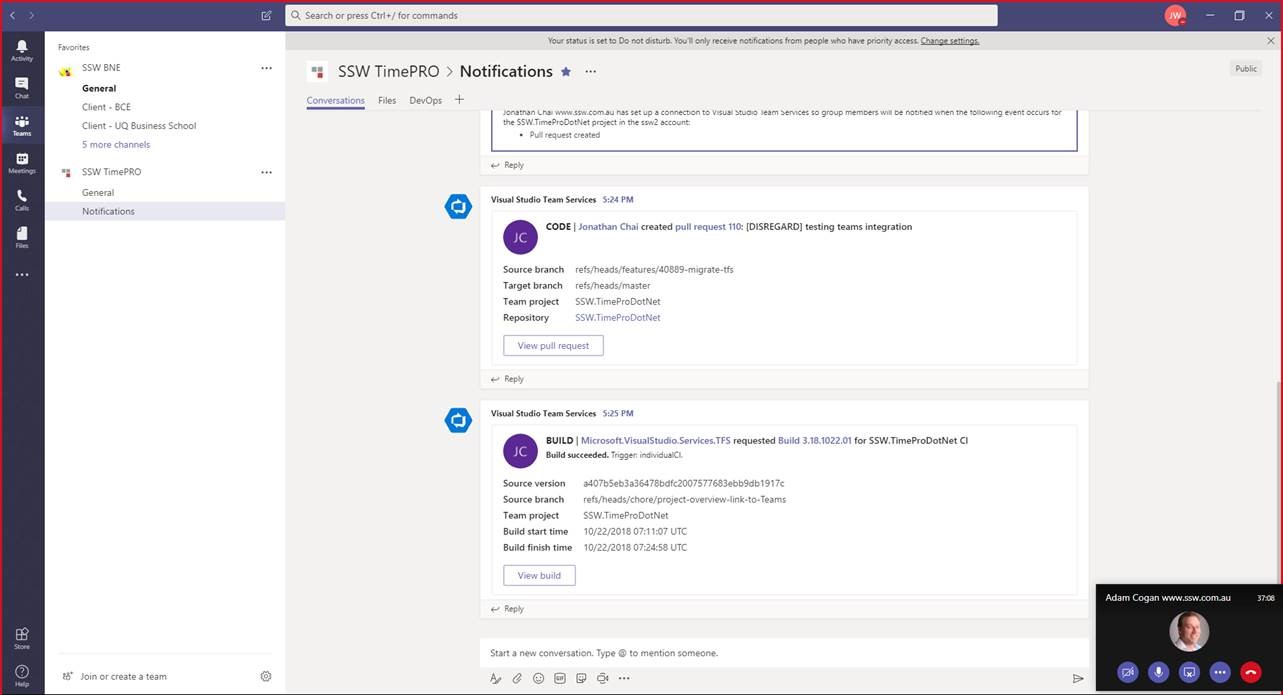 Search or press Ctrl+/ for commands
JW
Your status is set to Do not disturb. You'll only receive notifications from people who have priority access. Change settings.
Activity
Chat
Teams
Meetings
Calls
Files
Store
Help
Favorites
SSW BNE
General
Client - BCE
Client - UQ Business School
5 more channels
SSW TimePRO
General
Notifications
Join or create a team
SSW TimePRO > Notifications
Public
Conversations Files DevOps
Jonathan Chai www.ssw.com.au has set up a connection to Visual Studio Team Services so group members will be notified when the following event occurs for
the SSW.TimeProDotNet project in the ssw2 account:
• Pull request created
Reply
Visual Studio Team Services 5:24 PM
JC
CODE | Jonathan Chai created pull request 110: [DISREGARD] testing teams integration
Source branch refs/heads/features/40889-migrate-tfs
Target branch refs/heads/master
Team project SSW.TimeProDotNet
Repository SSW.TimeProDotNet
View pull request
Reply
Visual Studio Team Services 5:25 PM
JC
BUILD | Microsoft.VisualStudio.Services.TFS requested Build 3.18.1022.01 for SSW.TimeProDotNet CI
Build succeeded. Trigger: individualCI.
Source version a407b5eb3a36478bdfc2007577683ebb9db1917c
Source branch refs/heads/chore/project-overview-link-to-Teams
Team project SSW.TimeProDotNet
Build start time 10/22/2018 07:11:07 UTC
Build finish time 10/22/2018 07:24:58 UTC
View build
Reply
Start a new conversation. Type @ to mention someone.
GIF
Adam Cogan www.ssw.com.au 37:08